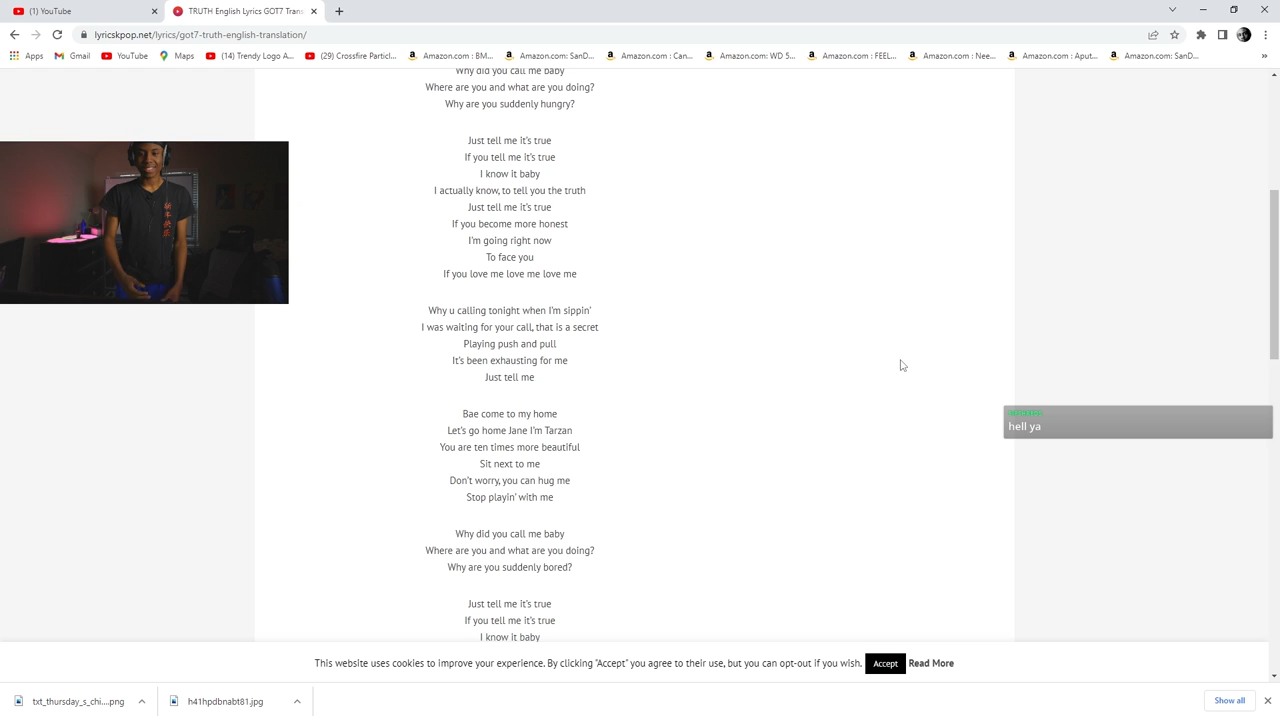 (1) YouTube
TRUTH English Lyrics GOT7 Trans
lyricskpop.net/lyrics/got7-truth-english-translation/
Apps
Gmail
YouTube
Maps
(14) Trendy Logo A...
(29) Crossfire Particl...
Amazon.com : BM...
Amazon.com: SanD...
Amazon.com : Can...
Amazon.com: WD 5...
Amazon.com : FEEL...
Amazon.com : Nee...
Amazon.com : Aput...
Amazon.com : SanD...
Why did you call me baby
Where are you and what are you doing?
Why are you suddenly hungry?
Just tell me it's true
If you tell me it's true
I know it baby
I actually know, to tell you the truth
Just tell me it's true
If you become more honest
I'm going right now
To face you
If you love me love me love me
Why u calling tonight when I'm sippin'
I was waiting for your call, that is a secret
Playing push and pull
It's been exhausting for me
Just tell me
Bae come to my home
Let's go home Jane I'm Tarzan
You are ten times more beautiful
Sit next to me
Don't worry, you can hug me
Stop playin' with me
Why did you call me baby
Where are you and what are you doing?
Why are you suddenly bored?
Just tell me it's true
If you tell me it's true
I know it baby
hell ya
This website uses cookies to improve your experience. By clicking "Accept" you agree to their use, but you can opt-out if you wish. Accept Read More
txt_thursday_s_chi....png
h41hpdbnabt81.jpg
Show all